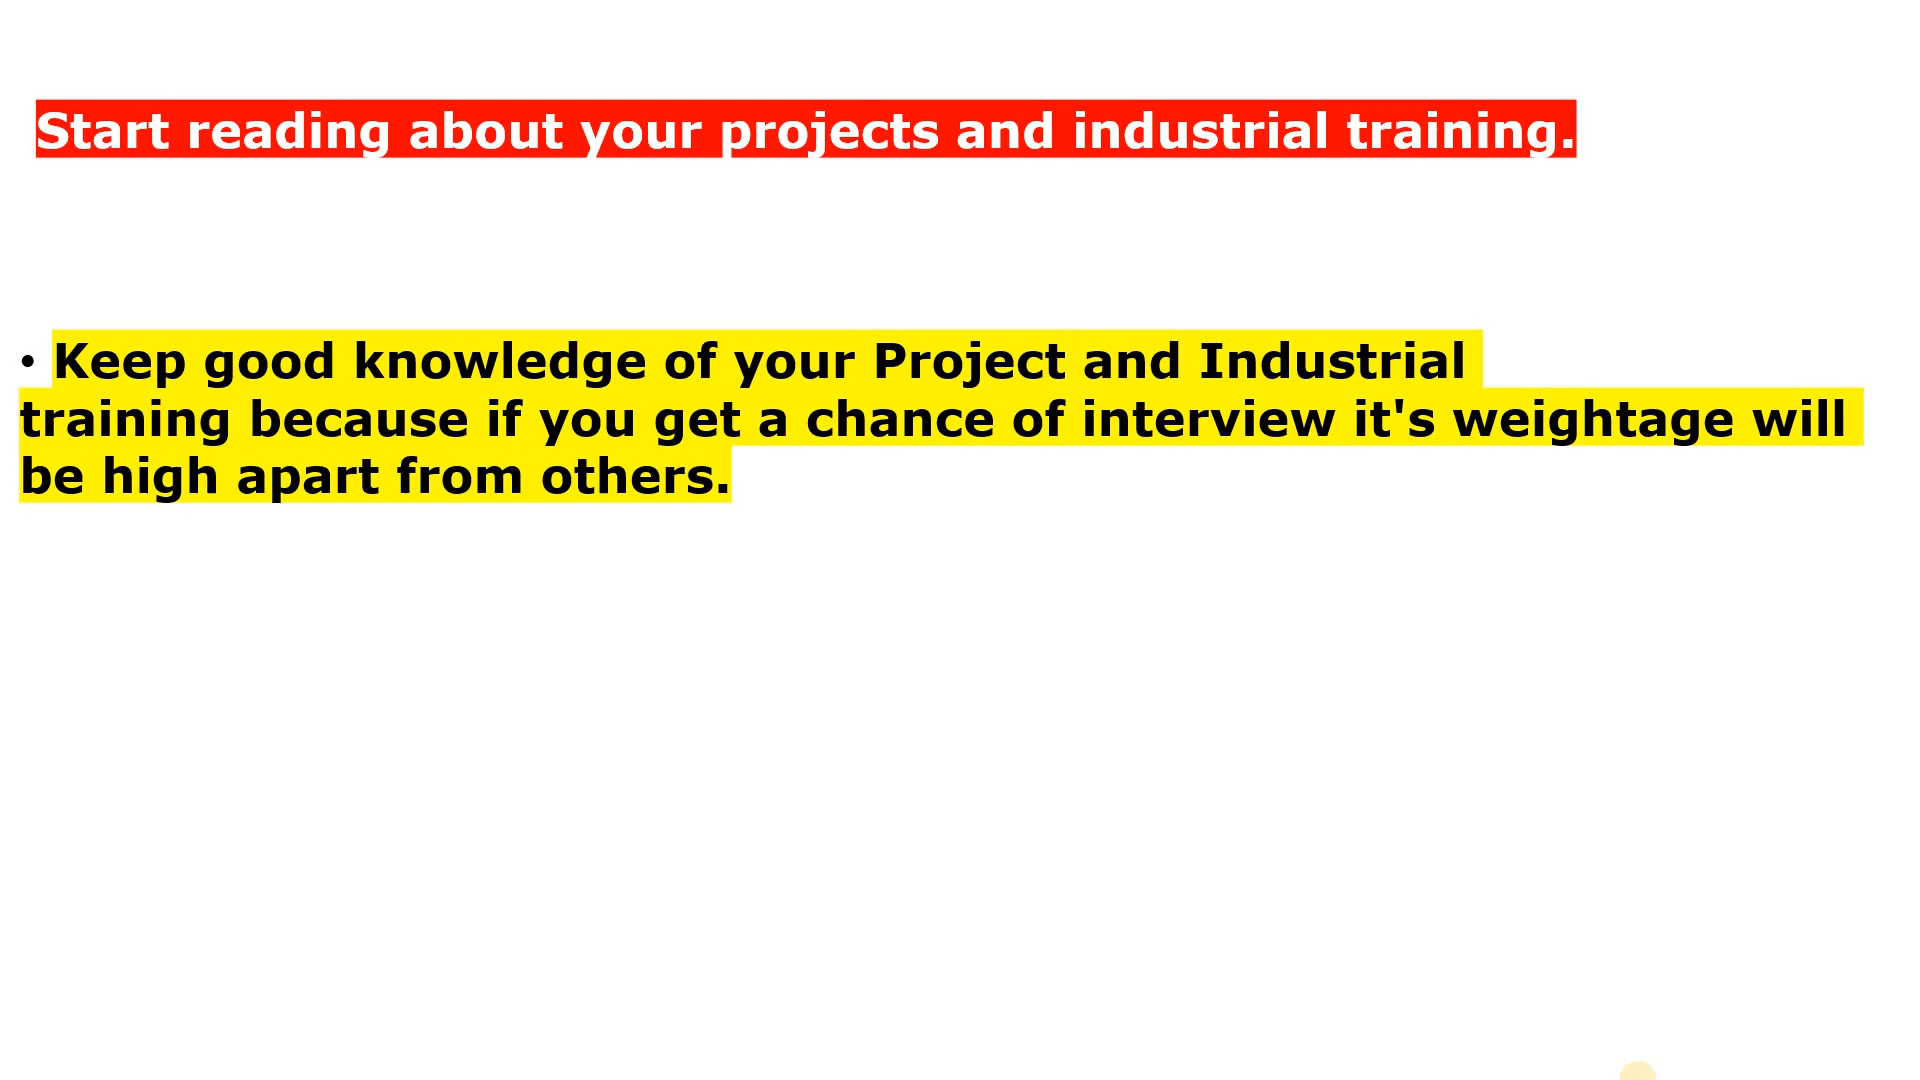 Start reading about your projects and industrial training.
• Keep good knowledge of your Project and Industrial
training because if you get a chance of interview it's weightage will
be high apart from others.